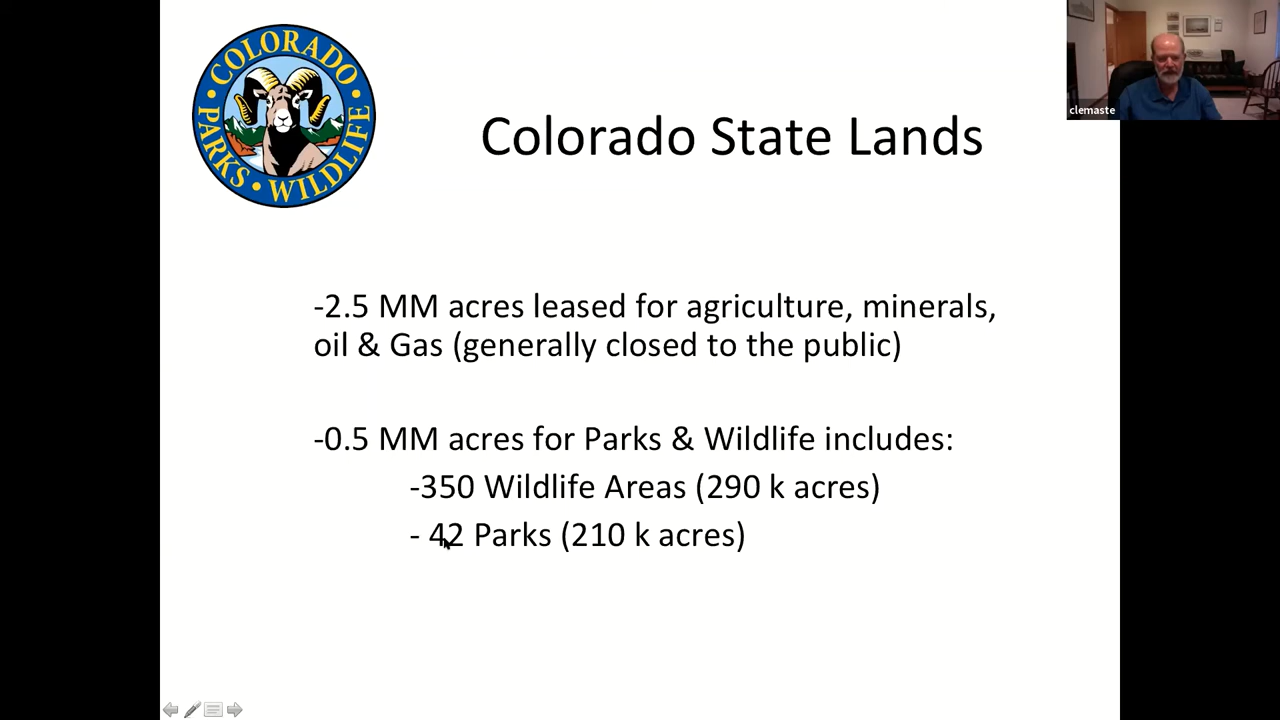 COLORADO
PARKS • WILDLIFE
clemaste
Colorado State Lands
-2.5 MM acres leased for agriculture, minerals,
oil & Gas (generally closed to the public)
-0.5 MM acres for Parks & Wildlife includes:
-350 Wildlife Areas (290 k acres)
- 42 Parks (210 k acres)